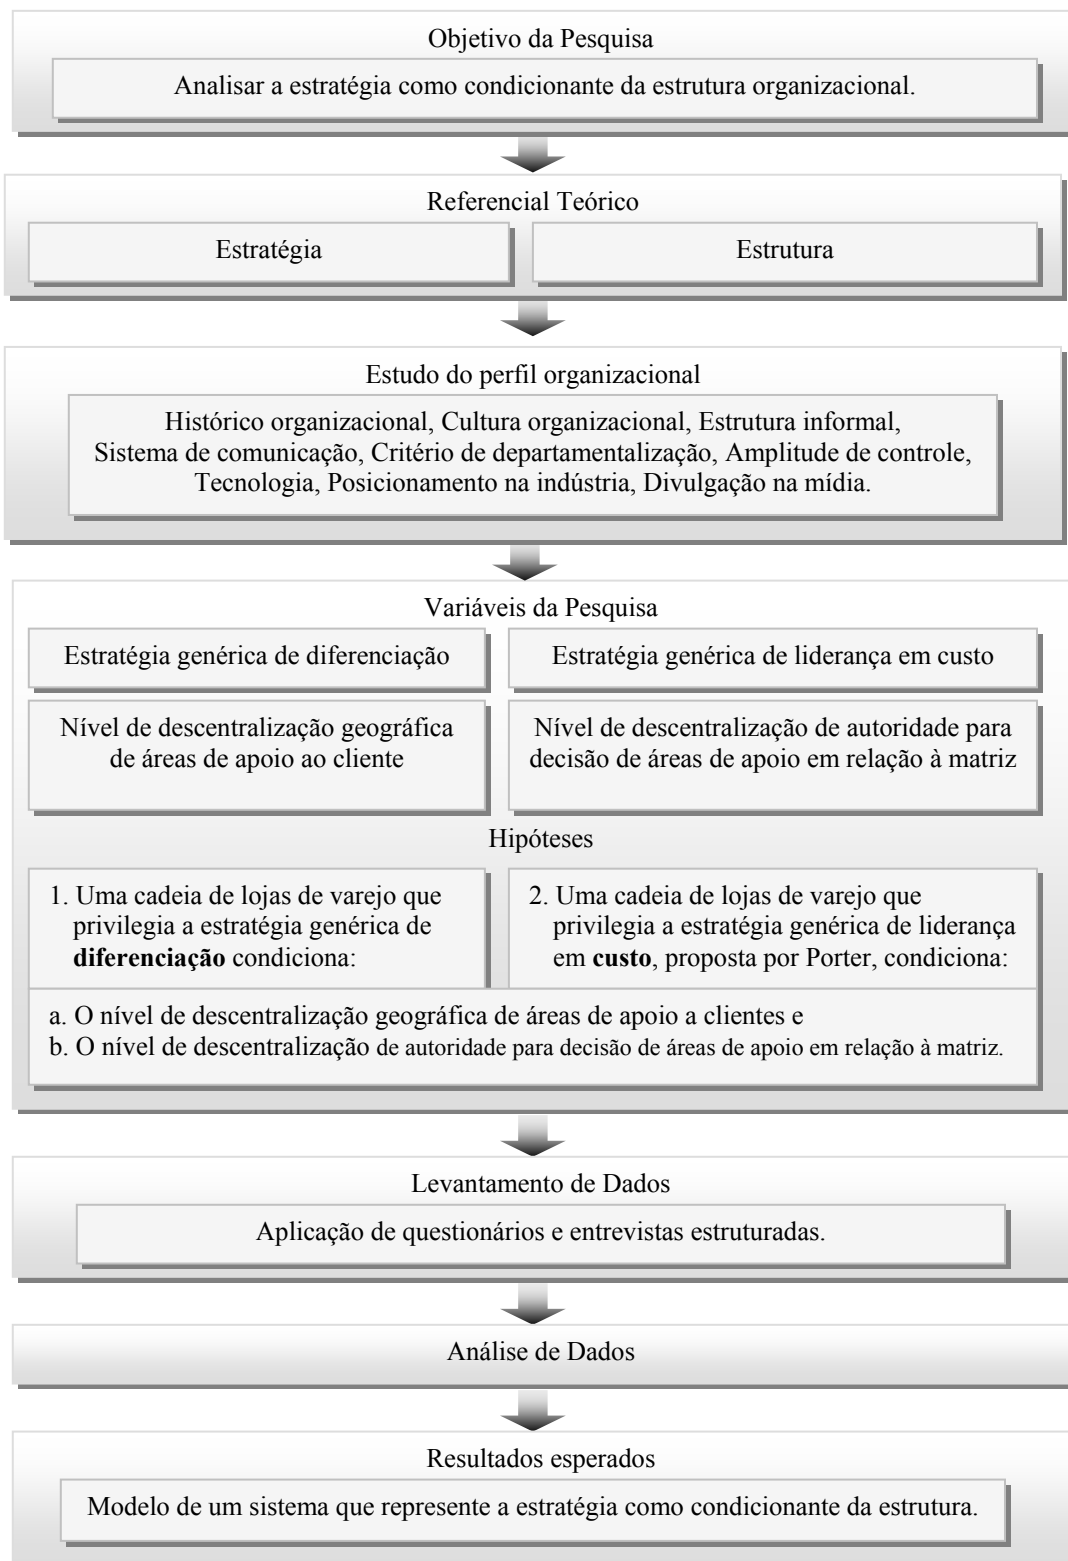 Objetivo da Pesquisa
Analisar a estratégia como condicionante da estrutura organizacional.
Referencial Teórico
Estratégia
Estrutura
Estudo do perfil organizacional
Histórico organizacional, Cultura organizacional, Estrutura informal,
Sistema de comunicação, Critério de departamentalização, Amplitude de controle,
Tecnologia, Posicionamento na indústria, Divulgação na mídia.
Variáveis da Pesquisa
Estratégia genérica de diferenciação
Estratégia genérica de liderança em custo
Nível de descentralização geográfica
de áreas de apoio ao cliente
Nível de descentralização de autoridade para
decisão de áreas de apoio em relação à matriz
Hipóteses
1. Uma cadeia de lojas de varejo que
privilegia a estratégia genérica de
diferenciação condiciona:
2. Uma cadeia de lojas de varejo que
privilegia a estratégia genérica de liderança
em custo, proposta por Porter, condiciona:
a. O nível de descentralização geográfica de áreas de apoio a clientes e
b. O nível de descentralização de autoridade para decisão de áreas de apoio em relação à matriz.
Levantamento de Dados
Aplicação de questionários e entrevistas estruturadas.
Análise de Dados
Resultados esperados
Modelo de um sistema que represente a estratégia como condicionante da estrutura.